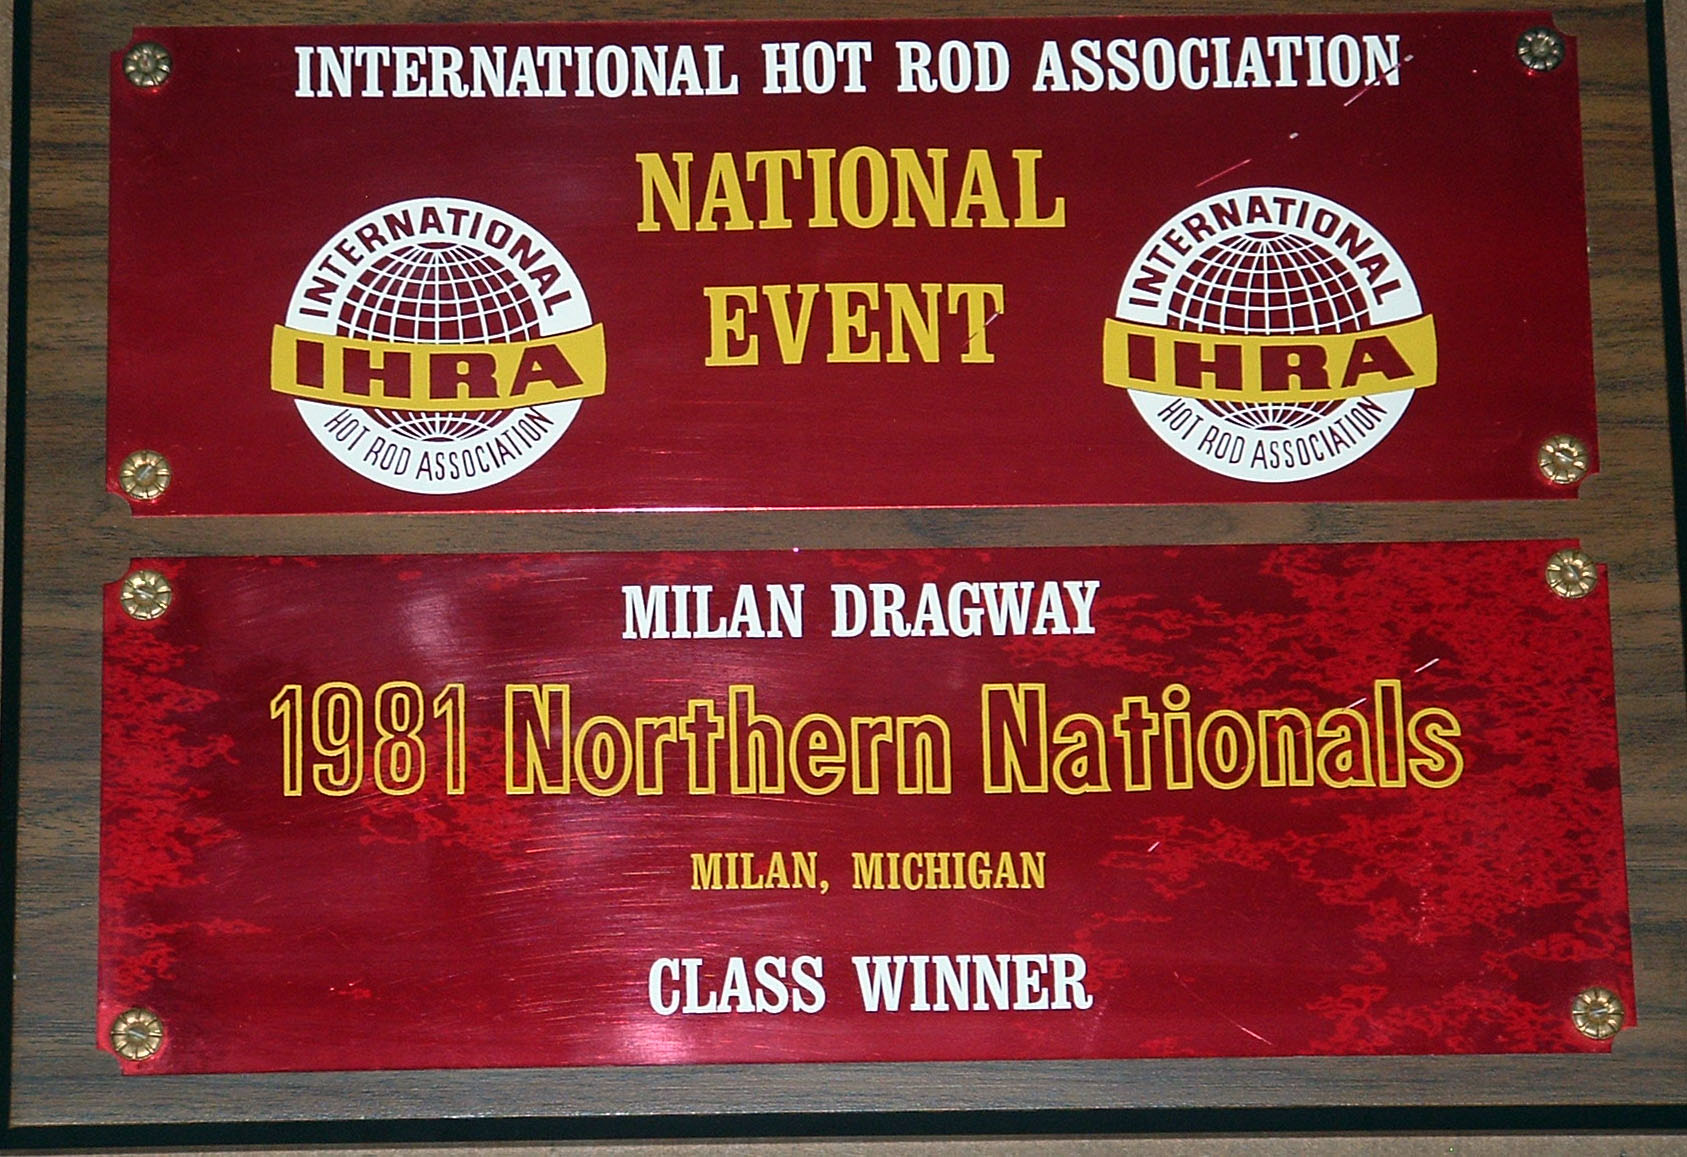 INTERNATIONAL HOT ROD ASSOCIATION
NATIONAL
EVENT
INTERNATIONAL
IHRA
HOT ROD ASSOCIATION
INTERNATIONAL
IHRA
HOT ROD ASSOCIATION
MILAN DRAGWAY
1981 Northern Nationals
MILAN, MICHIGAN
CLASS WINNER